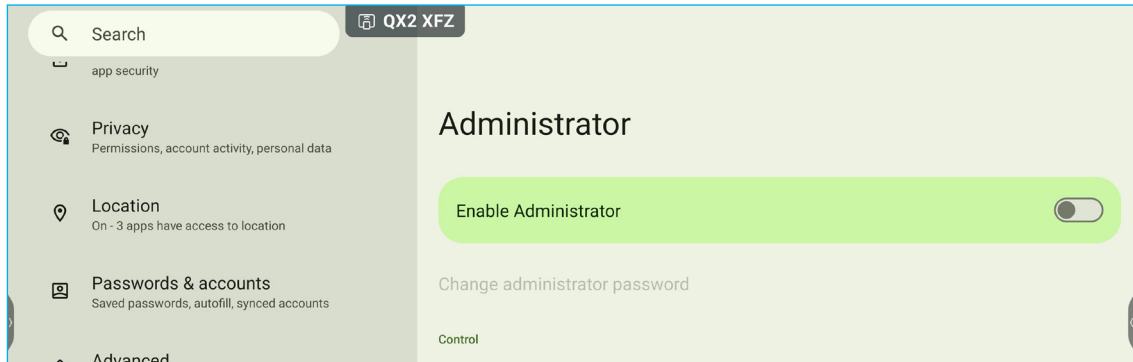 QX2 XFZ
Search
app security
Privacy
Permissions, account activity, personal data
Location
On - 3 apps have access to location
Passwords & accounts
Saved passwords, autofill, synced accounts
Advanced
Administrator
Enable Administrator
Change administrator password
Control